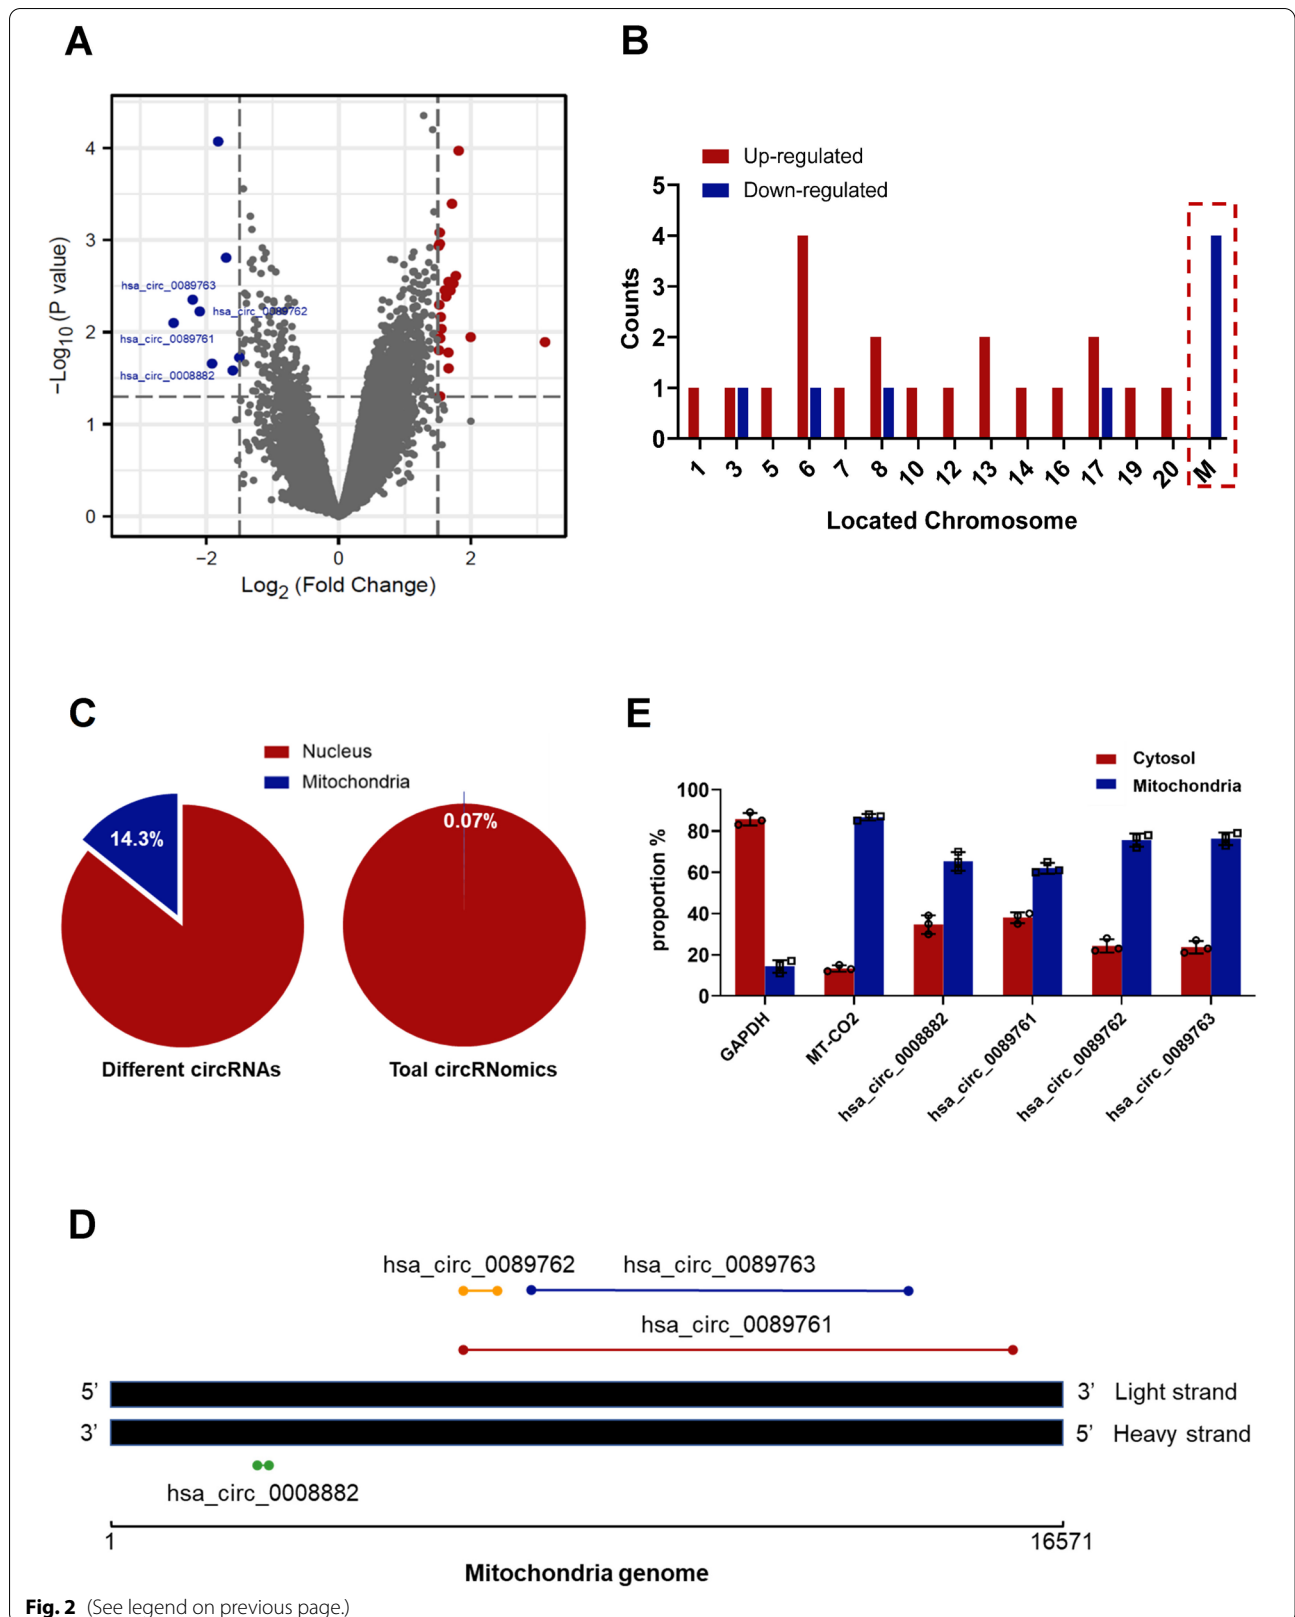 A
−Log10 (P value)
4
3
2
1
0
hsa_circ_0089763
hsa_circ_0089762
hsa_circ_0089761
hsa_circ_0008882
−2 0 2
Log2 (Fold Change)
B
Up-regulated
Down-regulated
Counts
5
4
3
2
1
0
1 3 5 6 7 8 10 12 13 14 16 17 19 20 M
Located Chromosome
C
Nucleus
Mitochondria
14.3%
0.07%
Different circRNAs
Toal circRNomics
E
Cytosol
Mitochondria
proportion %
100
80
60
40
20
0
GAPDH
MT-CO2
hsa_circ_0008882
hsa_circ_0089761
hsa_circ_0089762
hsa_circ_0089763
D
hsa_circ_0089762 hsa_circ_0089763
hsa_circ_0089761
5’ 3’ Light strand
3’ 5’ Heavy strand
hsa_circ_0008882
1 16571
Mitochondria genome
Fig. 2 (See legend on previous page.)